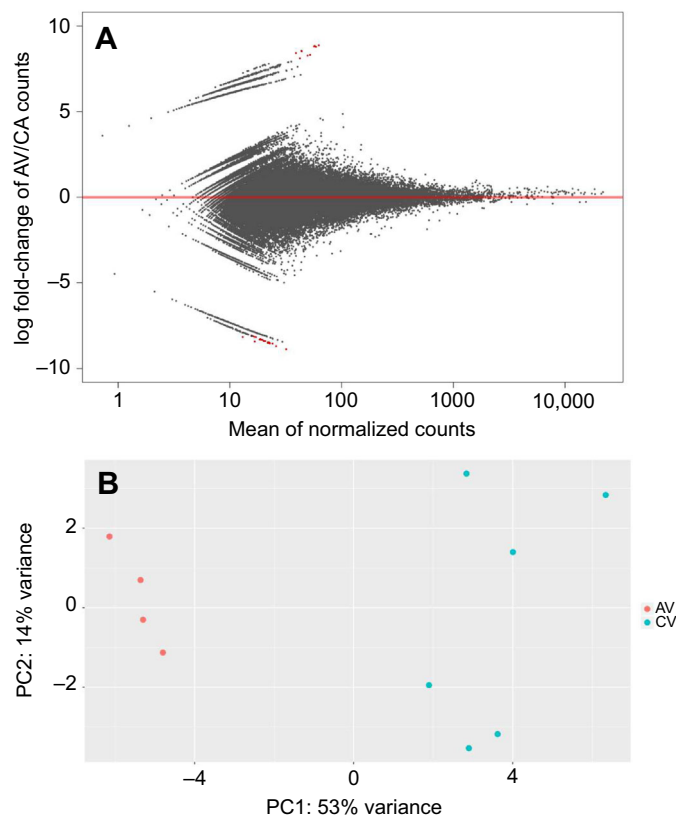 A
log fold-change of AV/CA counts
10
5
0
–5
–10
1
10
100
1000
10,000
Mean of normalized counts
B
PC2: 14% variance
2
0
–2
–4
0
4
PC1: 53% variance
AV
CV